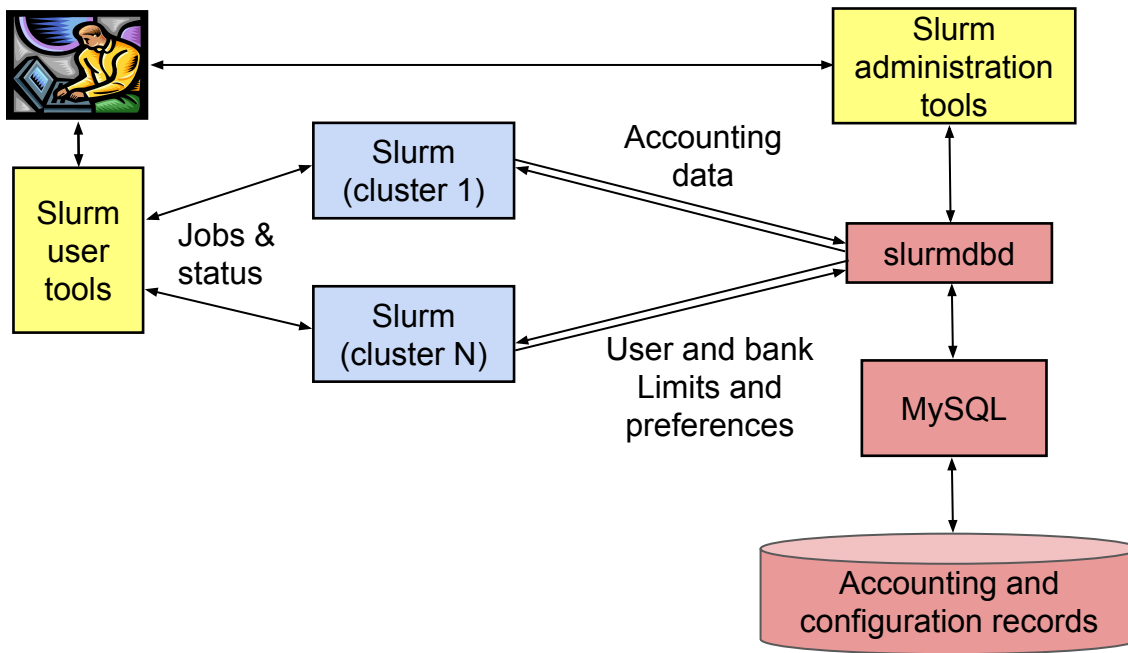 Slurm
administration
tools
Slurm
(cluster 1)
Accounting
data
Slurm
user
tools
Jobs &
status
slurmdbd
Slurm
(cluster N)
User and bank
Limits and
preferences
MySQL
Accounting and
configuration records